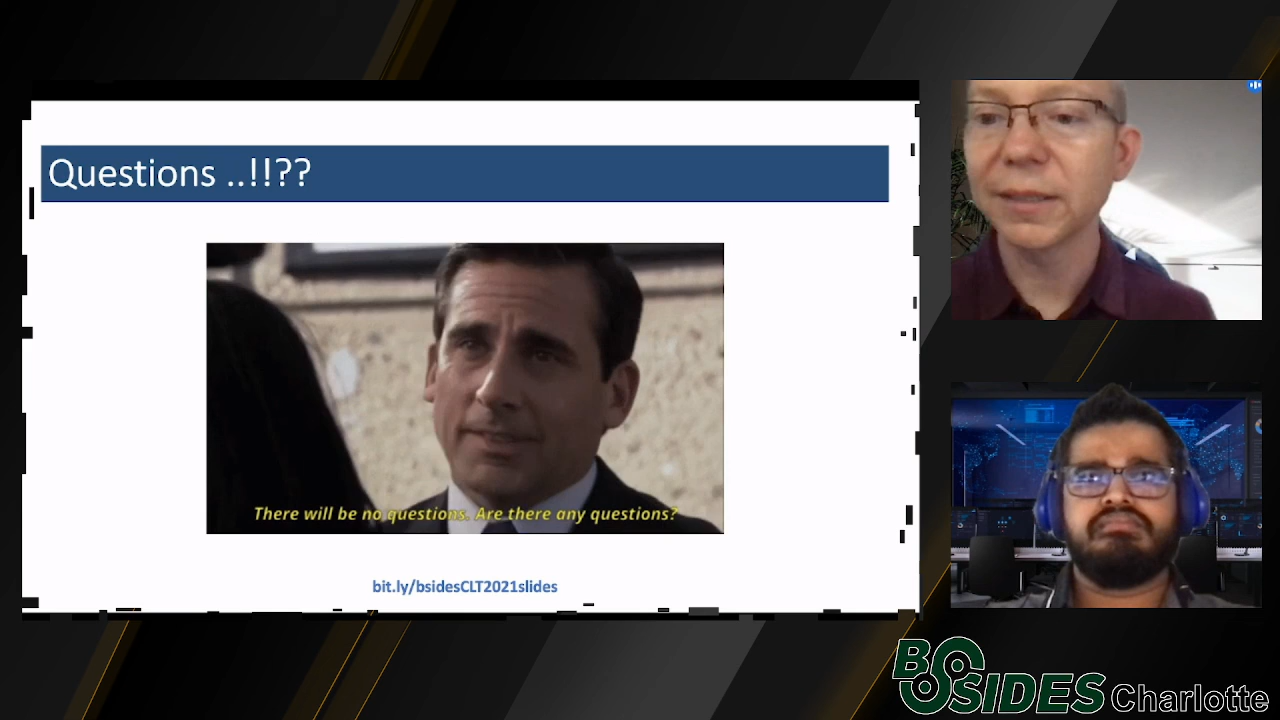 Questions ..!!??
There will be no questions. Are there any questions?
bit.ly/bsidesCLT2021slides
BSIDES Charlotte